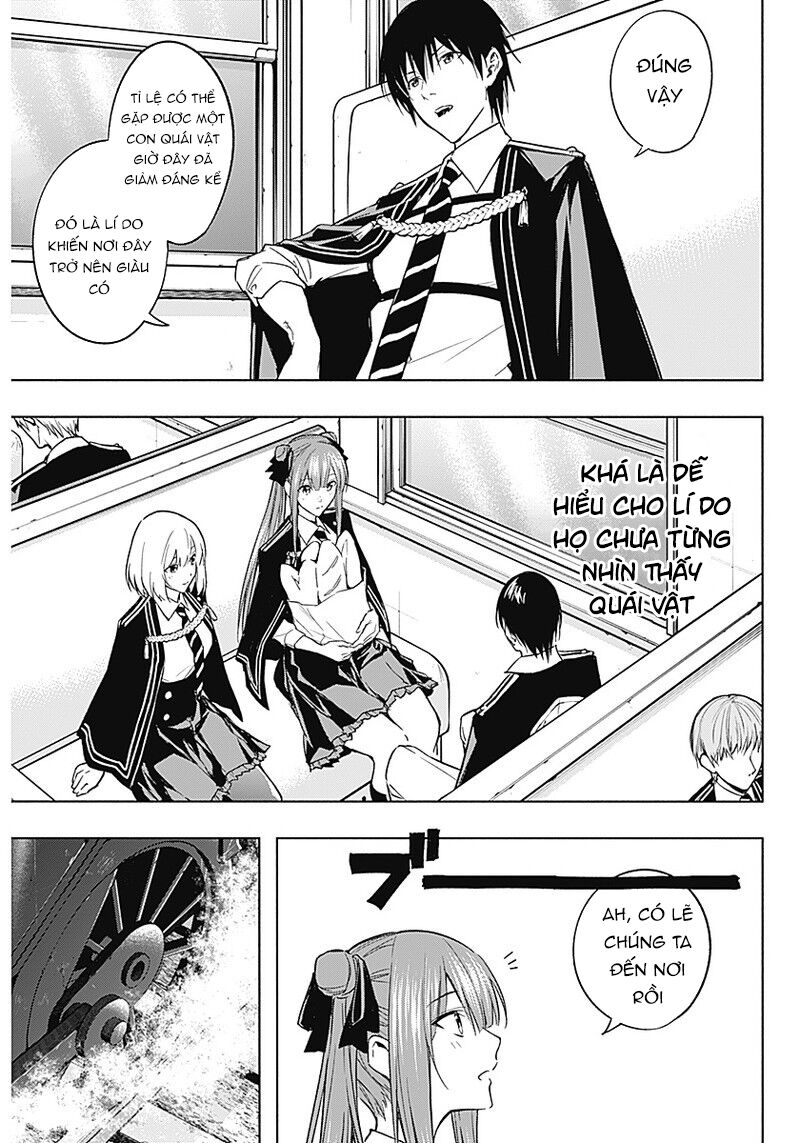 ĐÚNG
VẬY
TỈ LỆ CÓ THỂ
GẶP ĐƯỢC MỘT
CON QUÁI VẬT
GIỜ ĐÂY ĐÃ
GIẢM ĐÁNG KỂ
ĐÓ LÀ LÍ DO
KHIẾN NƠI ĐÂY
TRỞ NÊN GIÀU
CÓ
KHÁ LÀ DỄ
HIỂU CHO LÍ DO
HỌ CHƯA TỪNG
NHÌN THẤY
QUÁI VẬT
ブー
AH, CÓ LẼ
CHÚNG TA
ĐẾN NƠI
RỒI